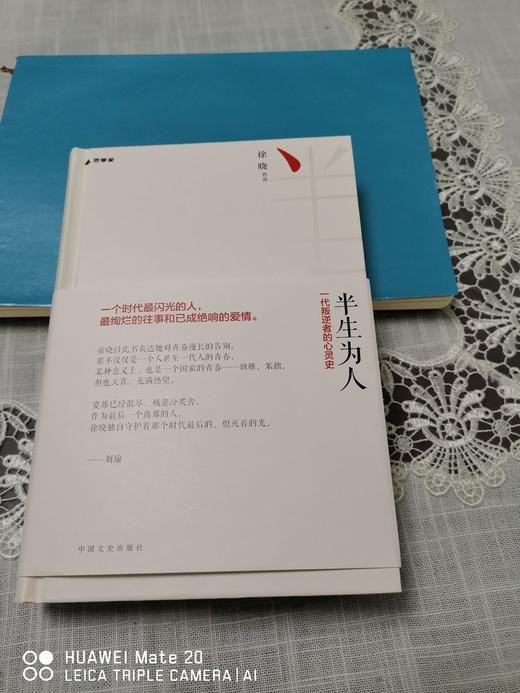 思享家
徐晓 作品
半生为人
一代叛逆者的心灵史
一个时代最闪光的人,
最绚烂的往事和已成绝响的爱情。
徐晓以此书表达她对青春漫长的告别。
那不仅仅是一个人甚至一代人的青春,
某种意义上,也是一个国家的青春——幼稚、笨拙,
但也天真、充满热望。
宴席已经散尽,残羹冷炙旁,
作为最后一个离席的人,
徐晓独自守护着那个时代最后的、熄灭着的光。
——刘瑜
中国文史出版社
HUAWEI Mate 20
LEICA TRIPLE CAMERA | AI